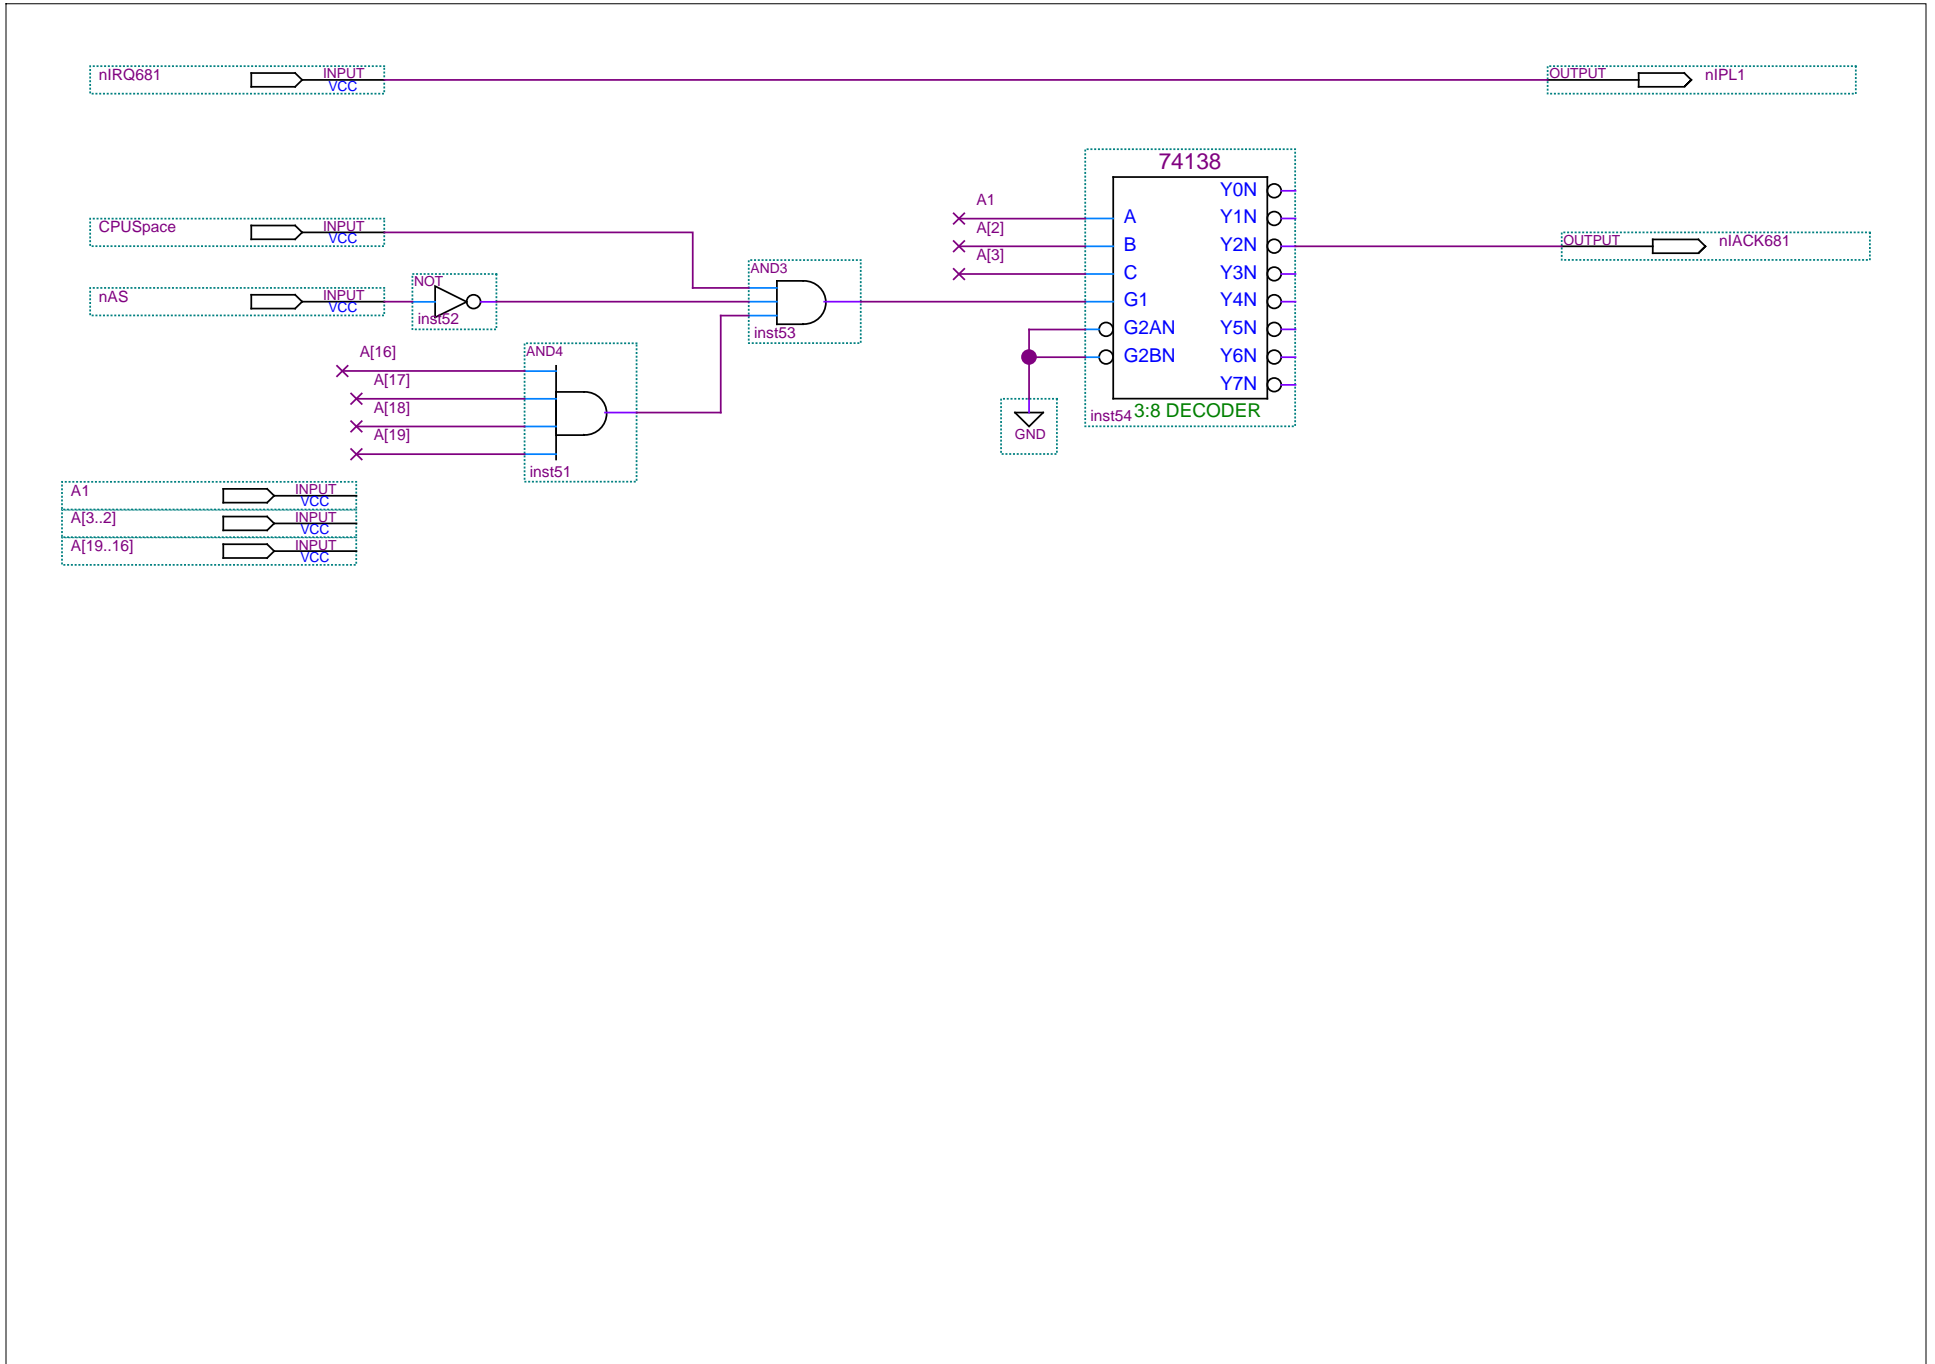 nIRQ681 INPUT VCC OUTPUT nIPL1
74138
A1 Y0N
A Y1N
CPUSpace INPUT VCC A[2] B Y2N OUTPUT nIACK681
A[3] C Y3N
AND3
NOT
nAS INPUT VCC G1 Y4N
inst52
inst53 G2AN Y5N
A[16] AND4 G2BN Y6N
A[17] Y7N
A[18] inst54 3:8 DECODER
A[19] GND
inst51
A1 INPUT VCC
A[3..2] INPUT VCC
A[19..16] INPUT VCC